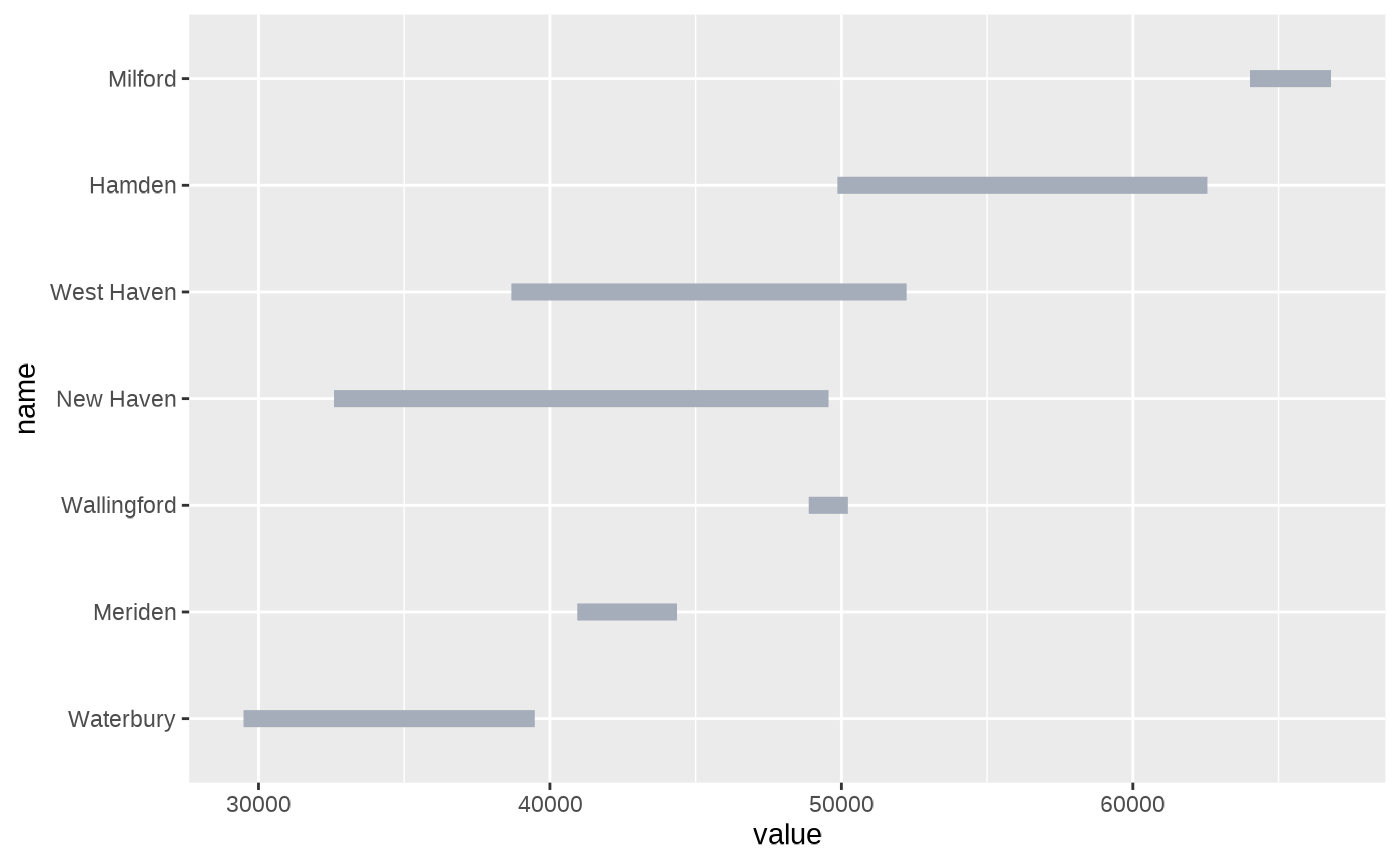 Milford
Hamden
West Haven
New Haven
Wallingford
Meriden
Waterbury
name
30000 40000 50000 60000
value